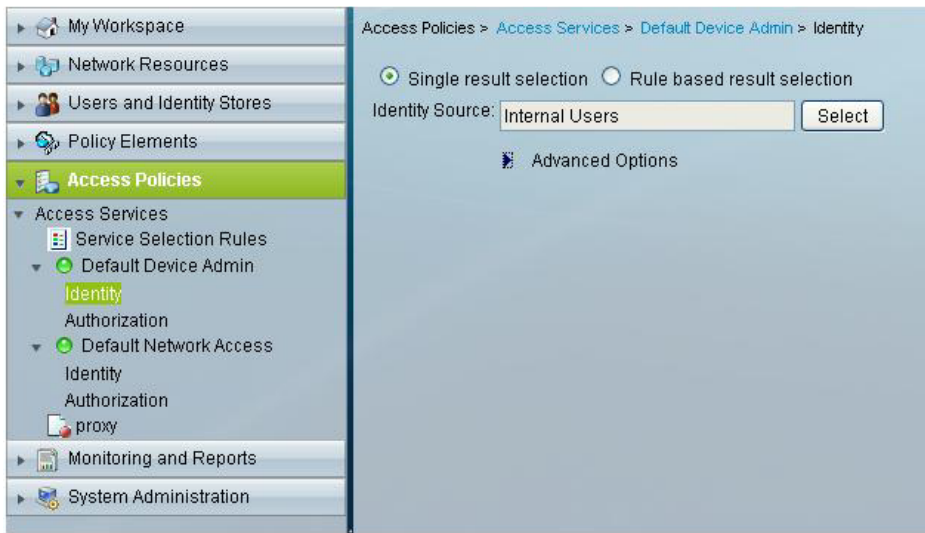 My Workspace
Network Resources
Users and Identity Stores
Policy Elements
Access Policies
Access Services
Service Selection Rules
Default Device Admin
Identity
Authorization
Default Network Access
Identity
Authorization
proxy
Monitoring and Reports
System Administration
Access Policies > Access Services > Default Device Admin > Identity
Single result selection Rule based result selection
Identity Source: Internal Users Select
Advanced Options